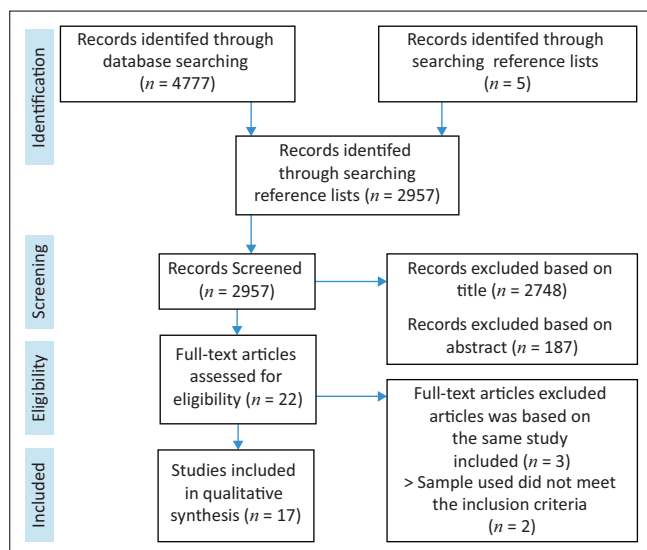 Identification
Records identifed through
database searching
(n = 4777)
Records identifed through
searching reference lists
(n = 5)
Records identifed
through searching
reference lists (n = 2957)
Screening
Records Screened
(n = 2957)
Records excluded based on
title (n = 2748)
Records excluded based on
abstract (n = 187)
Eligibility
Full-text articles
assessed for
eligibility (n = 22)
Full-text articles excluded
articles was based on
the same study
included (n = 3)
> Sample used did not meet
the inclusion criteria
(n = 2)
Included
Studies included
in qualitative
synthesis (n = 17)